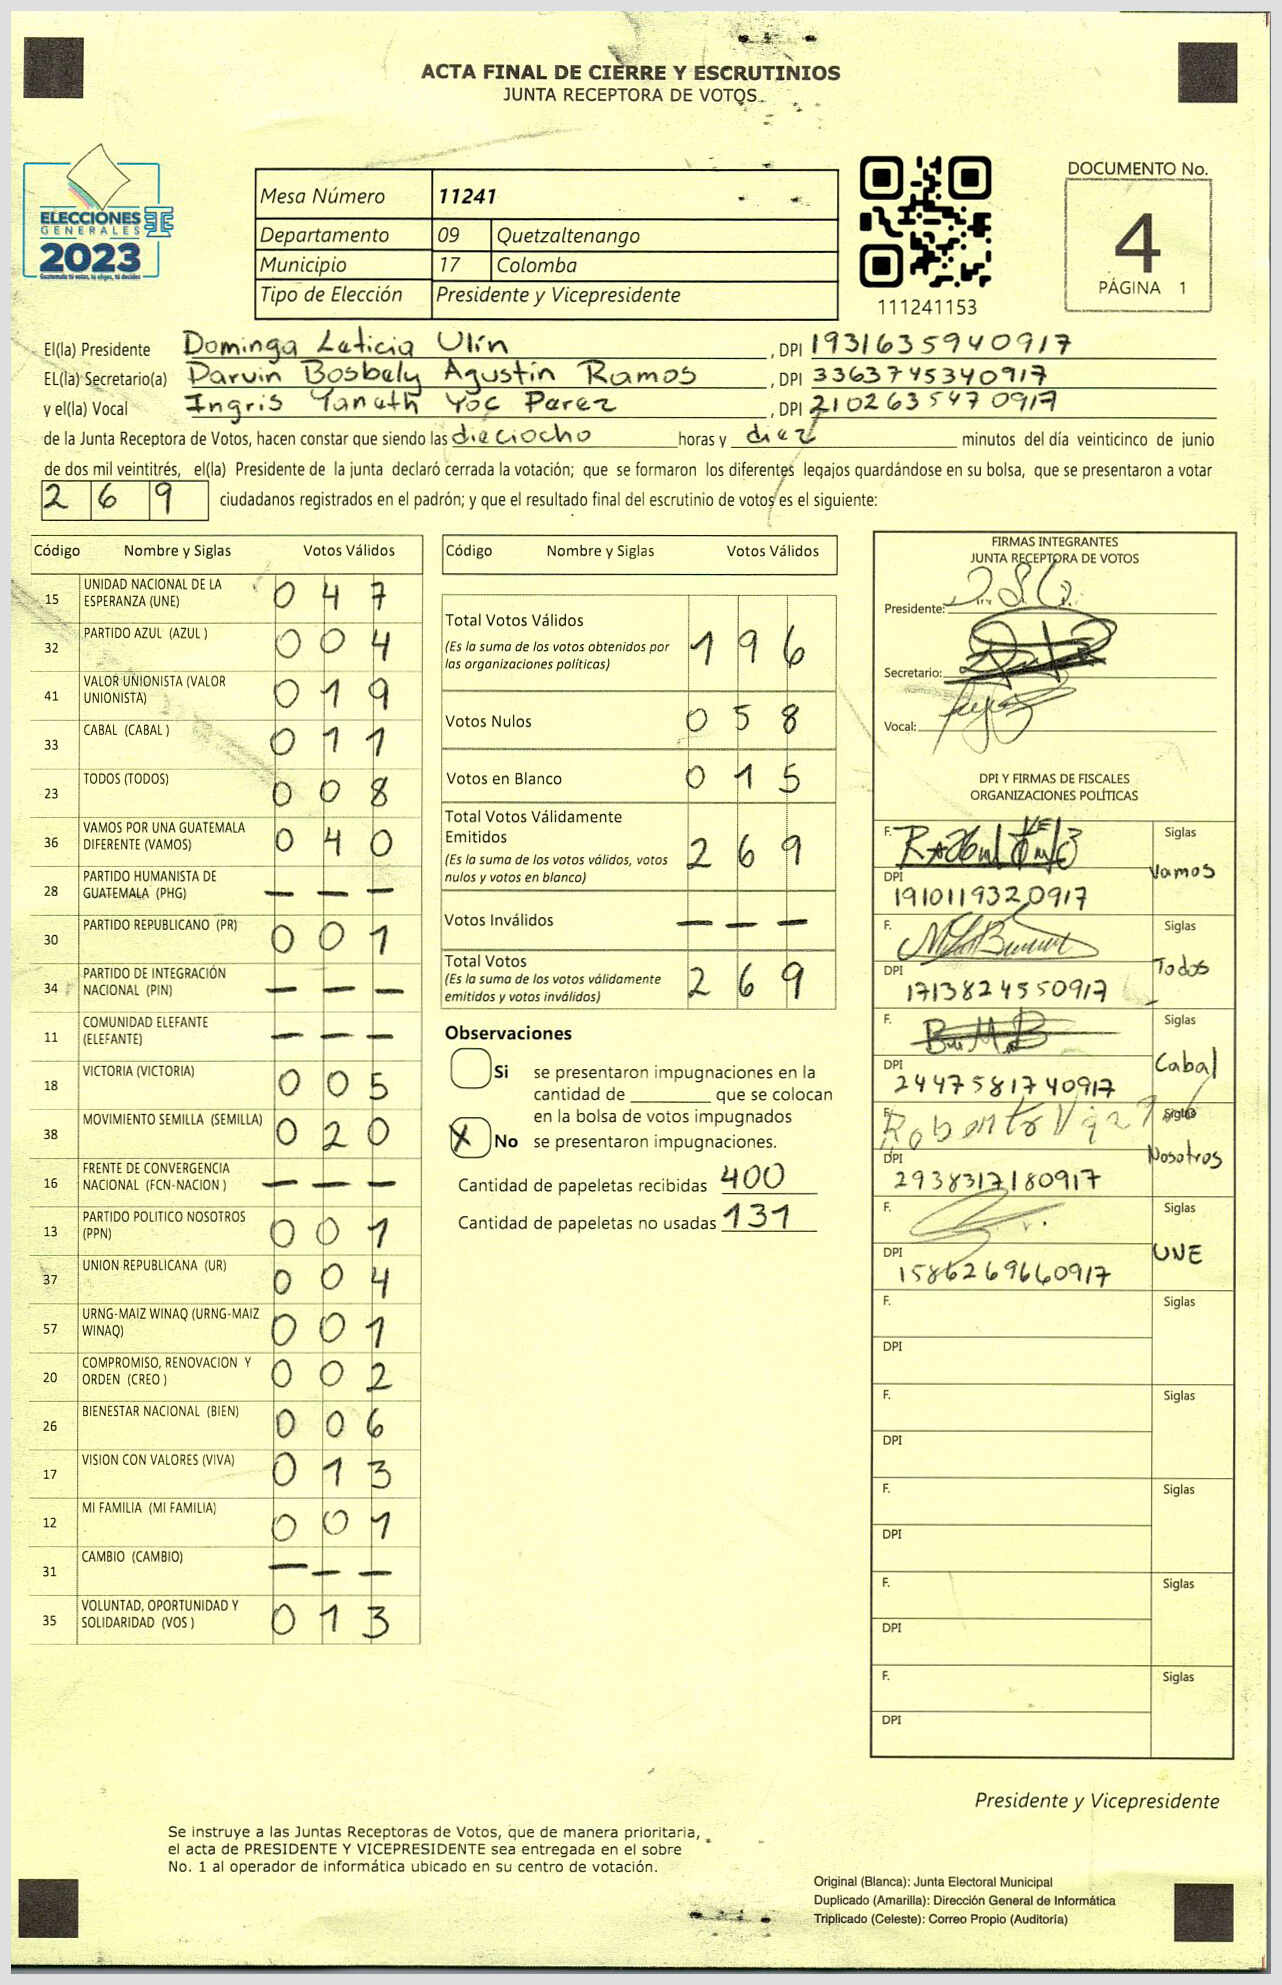 ACTA FINAL DE CIERRE Y ESCRUTINIOS
JUNTA RECEPTORA DE VOTOS
ELECCIONES
GENERALES
2023
Mesa Número 11241
Departamento 09 Quetzaltenango
Municipio 17 Colomba
Tipo de Elección Presidente y Vicepresidente
111241153
DOCUMENTO No.
4
PÁGINA 1
El(la) Presidente Dominga Leticia Ulín , DPI 1931635940917
EL(la) Secretario(a) Darvin Bosbely Agustín Ramos , DPI 3363745340917
y el(la) Vocal Ingris Yaneth Yoc Perez , DPI 2102635470917
de la Junta Receptora de Votos, hacen constar que siendo las dieciocho horas y diez minutos del día veinticinco de junio
de dos mil veintitrés, el(la) Presidente de la junta declaró cerrada la votación; que se formaron los diferentes legajos guardándose en su bolsa, que se presentaron a votar
2 6 9 ciudadanos registrados en el padrón; y que el resultado final del escrutinio de votos es el siguiente:
Código Nombre y Siglas Votos Válidos
15 UNIDAD NACIONAL DE LA ESPERANZA (UNE) 0 4 7
32 PARTIDO AZUL (AZUL ) 0 0 4
41 VALOR UNIONISTA (VALOR UNIONISTA) 0 1 9
33 CABAL (CABAL ) 0 1 1
23 TODOS (TODOS) 0 0 8
36 VAMOS POR UNA GUATEMALA DIFERENTE (VAMOS) 0 4 0
28 PARTIDO HUMANISTA DE GUATEMALA (PHG) — — —
30 PARTIDO REPUBLICANO (PR) 0 0 1
34 PARTIDO DE INTEGRACIÓN NACIONAL (PIN) — — —
11 COMUNIDAD ELEFANTE (ELEFANTE) — — —
18 VICTORIA (VICTORIA) 0 0 5
38 MOVIMIENTO SEMILLA (SEMILLA) 0 2 0
16 FRENTE DE CONVERGENCIA NACIONAL (FCN-NACION ) — — —
13 PARTIDO POLITICO NOSOTROS (PPN) 0 0 1
37 UNION REPUBLICANA (UR) 0 0 4
57 URNG-MAIZ WINAQ (URNG-MAIZ WINAQ) 0 0 1
20 COMPROMISO, RENOVACION Y ORDEN (CREO ) 0 0 2
26 BIENESTAR NACIONAL (BIEN) 0 0 6
17 VISION CON VALORES (VIVA) 0 1 3
12 MI FAMILIA (MI FAMILIA) 0 0 1
31 CAMBIO (CAMBIO) — — —
35 VOLUNTAD, OPORTUNIDAD Y SOLIDARIDAD (VOS ) 0 1 3
Código Nombre y Siglas Votos Válidos
Total Votos Válidos 1 9 6
(Es la suma de los votos obtenidos por
las organizaciones políticas)
Votos Nulos 0 5 8
Votos en Blanco 0 1 5
Total Votos Válidamente
Emitidos 2 6 9
(Es la suma de los votos válidos, votos
nulos y votos en blanco)
Votos Inválidos — — —
Total Votos 2 6 9
(Es la suma de los votos válidamente
emitidos y votos inválidos)
Observaciones
Si se presentaron impugnaciones en la
cantidad de ________ que se colocan
en la bolsa de votos impugnados
X No se presentaron impugnaciones.
Cantidad de papeletas recibidas 400
Cantidad de papeletas no usadas 131
FIRMAS INTEGRANTES
JUNTA RECEPTORA DE VOTOS
Presidente:
Secretario:
Vocal:
DPI Y FIRMAS DE FISCALES
ORGANIZACIONES POLÍTICAS
F. Siglas
Vamos
DPI
1910119320917
F. Siglas
Todos
DPI
1713824550917
F. Siglas
Cabal
DPI
2447581740917
F. Roberto Siglas
Nosotros
DPI
2938317180917
F. Siglas
UNE
DPI
1586269660917
F. Siglas
DPI
F. Siglas
DPI
F. Siglas
DPI
F. Siglas
DPI
F. Siglas
DPI
Presidente y Vicepresidente
Se instruye a las Juntas Receptoras de Votos, que de manera prioritaria,
el acta de PRESIDENTE Y VICEPRESIDENTE sea entregada en el sobre
No. 1 al operador de informática ubicado en su centro de votación.
Original (Blanca): Junta Electoral Municipal
Duplicado (Amarilla): Dirección General de Informática
Triplicado (Celeste): Correo Propio (Auditoría)